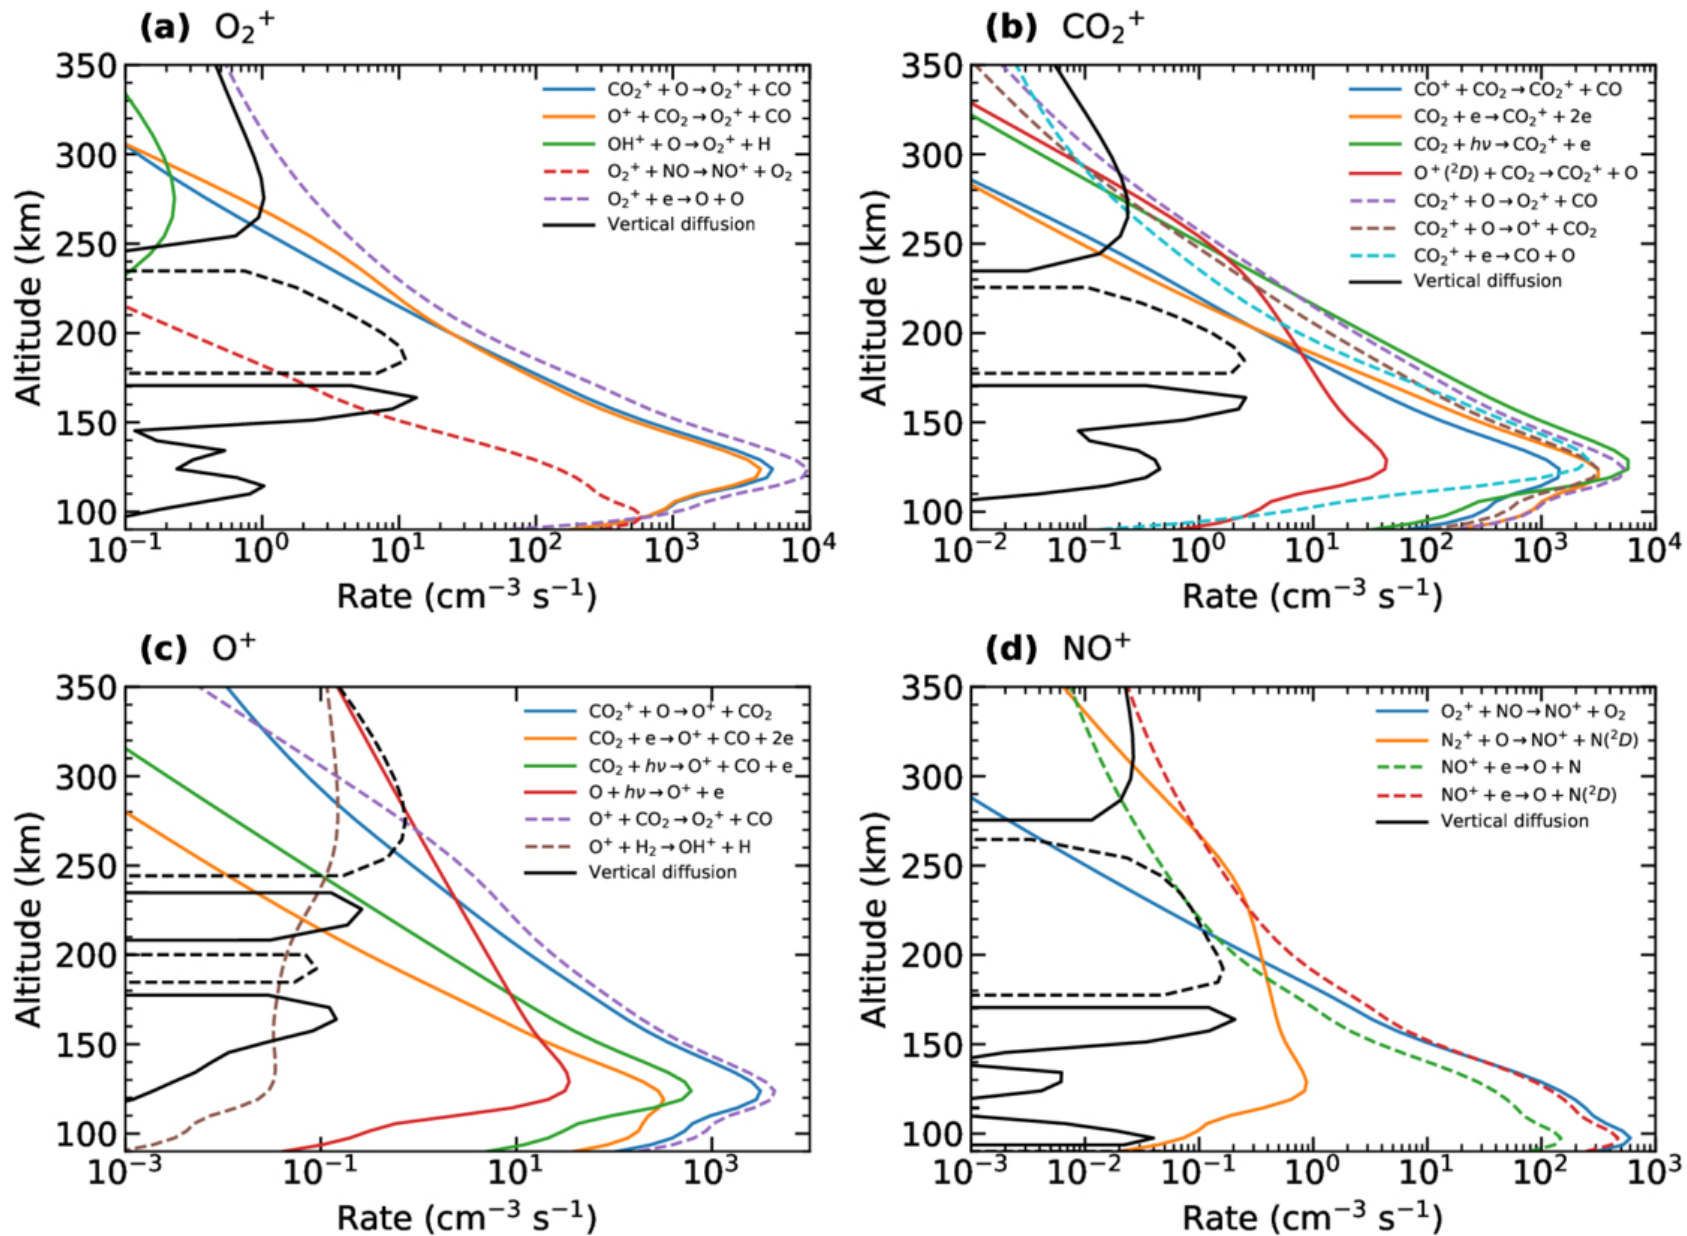 (a) O₂⁺
350
300
250
200
150
100
Altitude (km)
CO₂⁺ + O → O₂⁺ + CO
O⁺ + CO₂ → O₂⁺ + CO
OH⁺ + O → O₂⁺ + H
O₂⁺ + NO → NO⁺ + O₂
O₂⁺ + e → O + O
Vertical diffusion
10⁻¹ 10⁰ 10¹ 10² 10³ 10⁴
Rate (cm⁻³ s⁻¹)
(b) CO₂⁺
350
300
250
200
150
100
Altitude (km)
CO⁺ + CO₂ → CO₂⁺ + CO
CO₂ + e → CO₂⁺ + 2e
CO₂ + hν → CO₂⁺ + e
O⁺(²D) + CO₂ → CO₂⁺ + O
CO₂⁺ + O → O₂⁺ + CO
CO₂⁺ + O → O⁺ + CO₂
CO₂⁺ + e → CO + O
Vertical diffusion
10⁻² 10⁻¹ 10⁰ 10¹ 10² 10³ 10⁴
Rate (cm⁻³ s⁻¹)
(c) O⁺
350
300
250
200
150
100
Altitude (km)
CO₂⁺ + O → O⁺ + CO₂
CO₂ + e → O⁺ + CO + 2e
CO₂ + hν → O⁺ + CO + e
O + hν → O⁺ + e
O⁺ + CO₂ → O₂⁺ + CO
O⁺ + H₂ → OH⁺ + H
Vertical diffusion
10⁻³ 10⁻¹ 10¹ 10³
Rate (cm⁻³ s⁻¹)
(d) NO⁺
350
300
250
200
150
100
Altitude (km)
O₂⁺ + NO → NO⁺ + O₂
N₂⁺ + O → NO⁺ + N(²D)
NO⁺ + e → O + N
NO⁺ + e → O + N(²D)
Vertical diffusion
10⁻³ 10⁻² 10⁻¹ 10⁰ 10¹ 10² 10³
Rate (cm⁻³ s⁻¹)